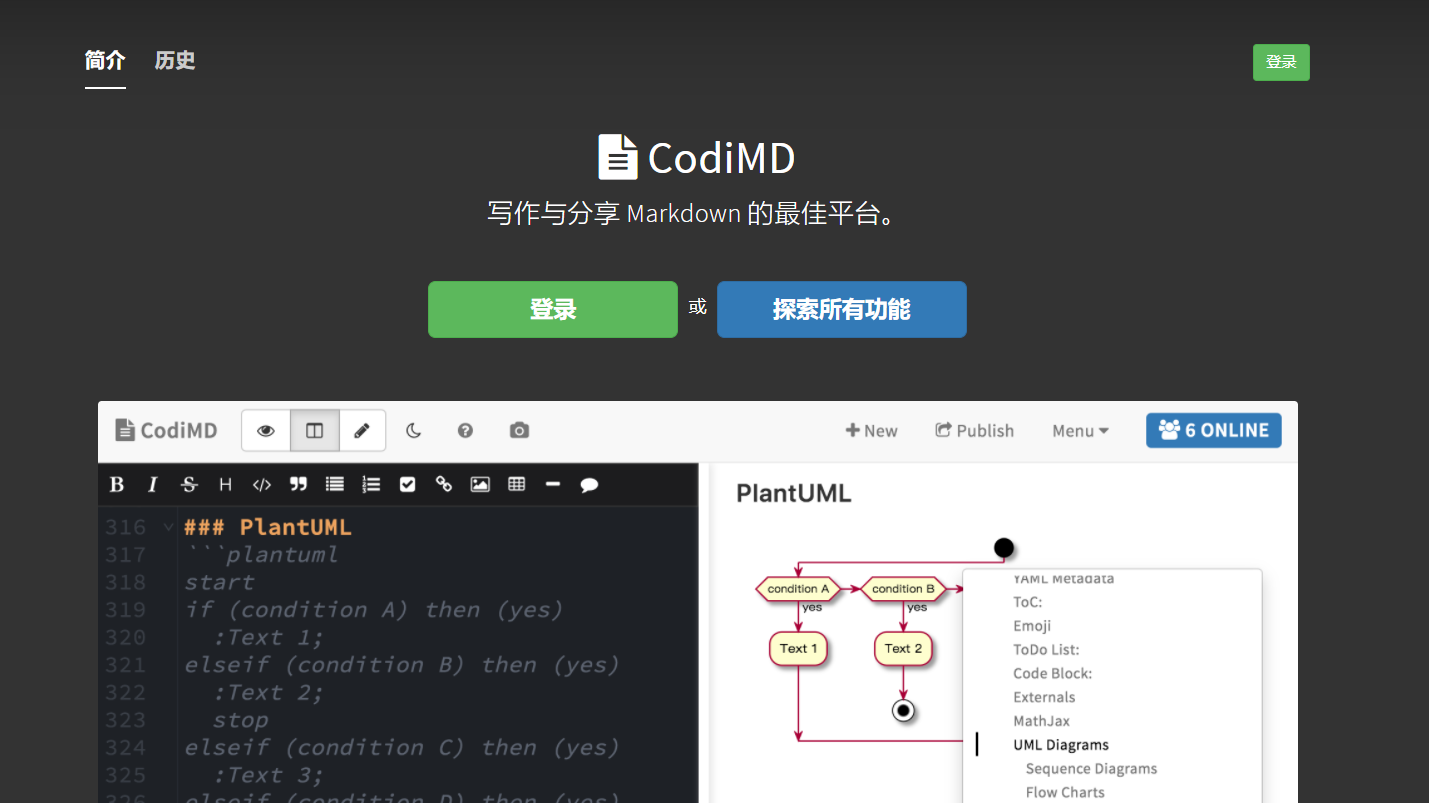 简介 历史 登录
CodiMD
写作与分享 Markdown 的最佳平台。
登录 或 探索所有功能
CodiMD New Publish Menu 6 ONLINE
B I S H </>
316 ### PlantUML
317 ```plantuml
318 start
319 if (condition A) then (yes)
320 :Text 1;
321 elseif (condition B) then (yes)
322 :Text 2;
323 stop
324 elseif (condition C) then (yes)
325 :Text 3;
326 elseif (condition D) then (yes)
PlantUML
condition A condition B
yes yes
Text 1 Text 2
YAML Metadata
ToC:
Emoji
ToDo List:
Code Block:
Externals
MathJax
UML Diagrams
Sequence Diagrams
Flow Charts